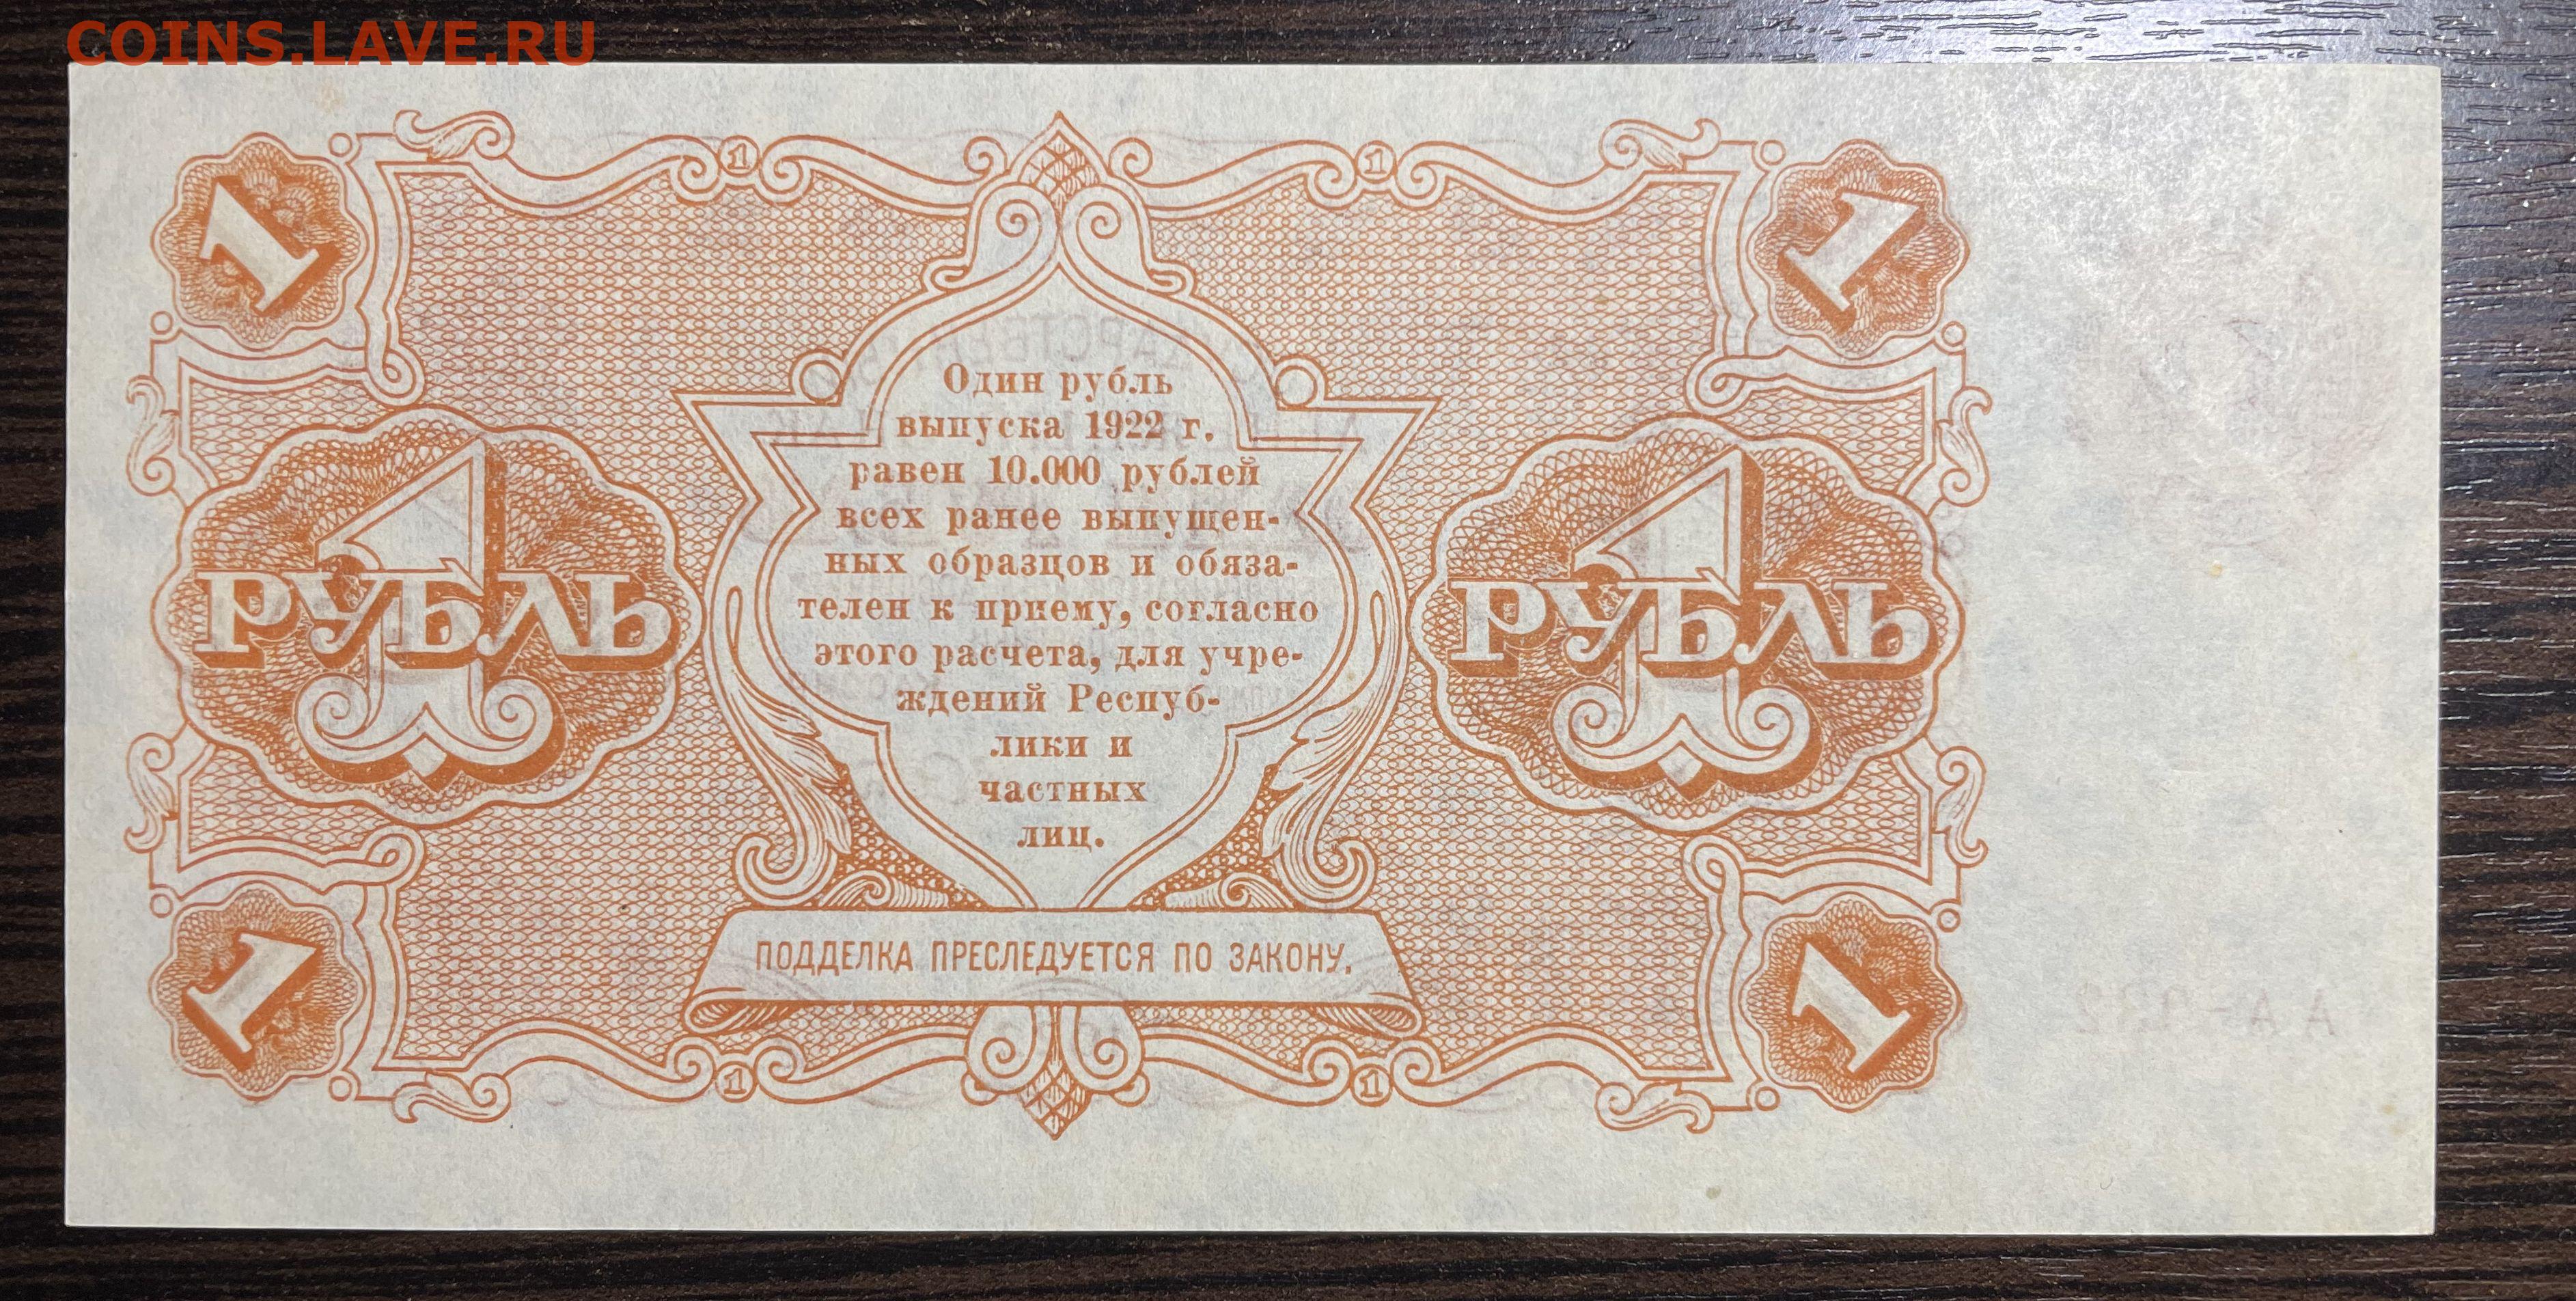 COINS.LAVE.RU
1 1 1 1
Один рубль
выпуска 1922 г.
равен 10.000 рублей
всех ранее выпущен-
ных образцов и обяза-
телен к приему, согласно
этого расчета, для учре-
ждений Респуб-
лики и
частных
лиц.
1 1
РУБЛЬ РУБЛЬ
ПОДДЕЛКА ПРЕСЛЕДУЕТСЯ ПО ЗАКОНУ.
1 1 1 1